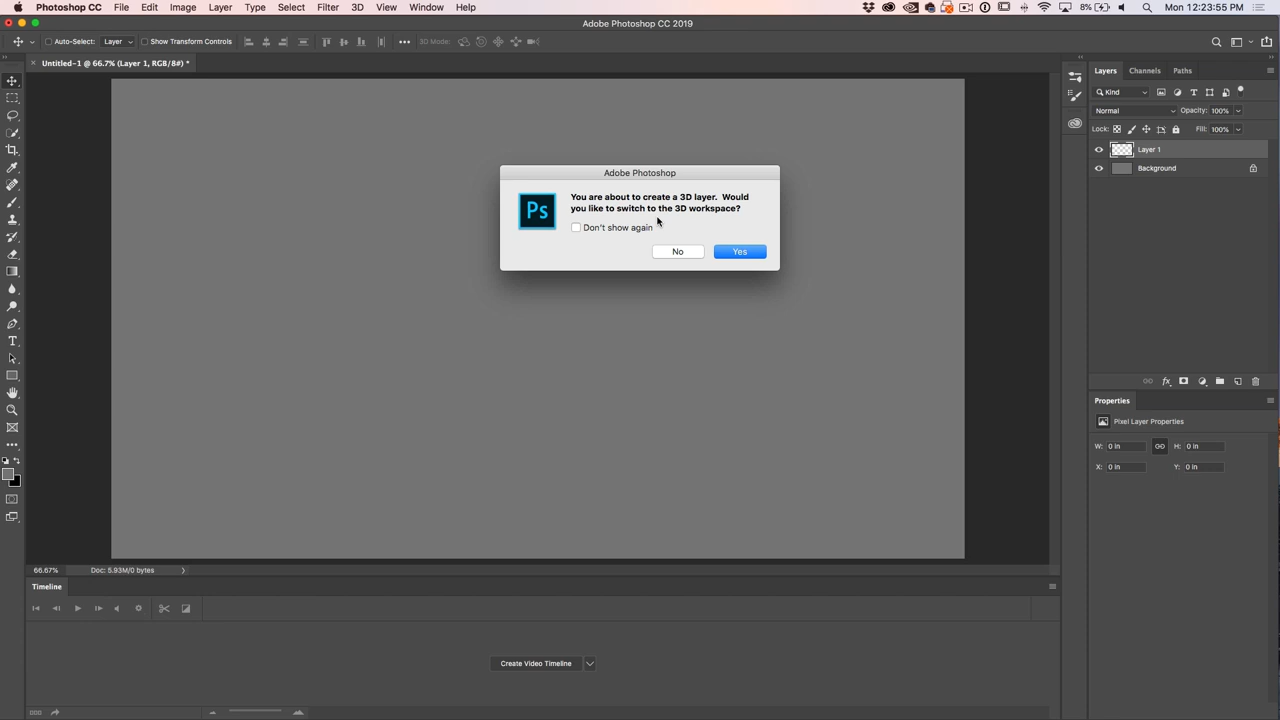 Photoshop CC File Edit Image Layer Type Select Filter 3D View Window Help 8% Mon 12:23:55 PM
Adobe Photoshop CC 2019
Auto-Select: Layer Show Transform Controls 3D Mode:
Untitled-1 @ 66.7% (Layer 1, RGB/8#) *
Layers Channels Paths
Kind
Normal Opacity: 100%
Lock: Fill: 100%
Layer 1
Background
Adobe Photoshop
Ps
You are about to create a 3D layer. Would
you like to switch to the 3D workspace?
Don't show again
No Yes
Properties
Pixel Layer Properties
W: 0 in H: 0 in
X: 0 in Y: 0 in
66.67% Doc: 5.93M/0 bytes
Timeline
Create Video Timeline